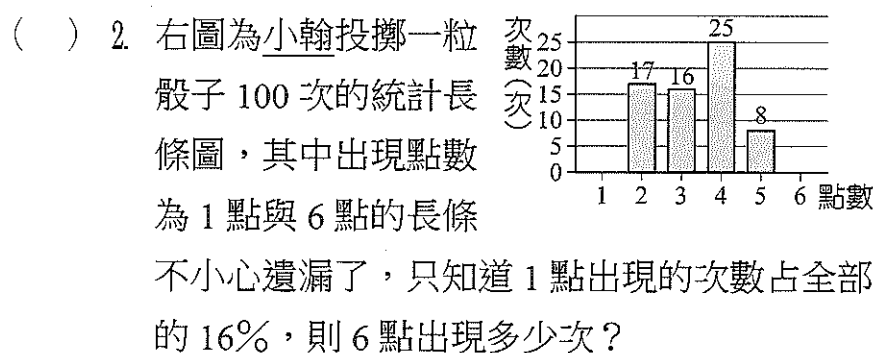 （　）2. 右圖為小翰投擲一粒
骰子 100 次的統計長
條圖，其中出現點數
為 1 點與 6 點的長條
不小心遺漏了，只知道 1 點出現的次數占全部
的 16%，則 6 點出現多少次？
次數(次)
25
20
15
10
5
0
17
16
25
8
1 2 3 4 5 6 點數